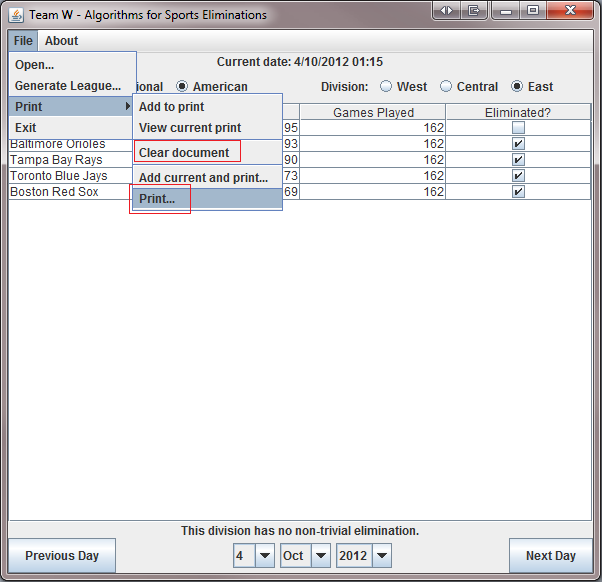 Team W - Algorithms for Sports Eliminations
File About
Current date: 4/10/2012 01:15
Open...
Generate League...
Print
Exit
American
Division: West Central East
Add to print
View current print
Clear document
Add current and print...
Print...
Games Played Eliminated?
95 162
Baltimore Orioles 93 162
Tampa Bay Rays 90 162
Toronto Blue Jays 73 162
Boston Red Sox 69 162
This division has no non-trivial elimination.
Previous Day 4 Oct 2012 Next Day